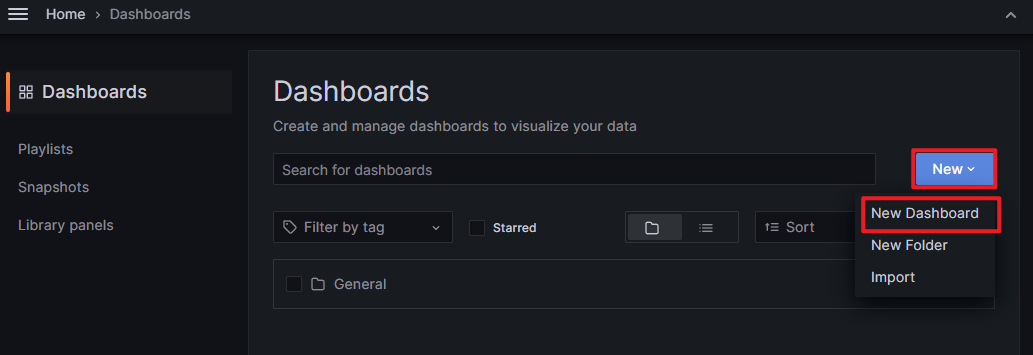 Home › Dashboards
Dashboards
Playlists
Snapshots
Library panels
Dashboards
Create and manage dashboards to visualize your data
Search for dashboards
New
New Dashboard
New Folder
Import
Filter by tag
Starred
Sort
General